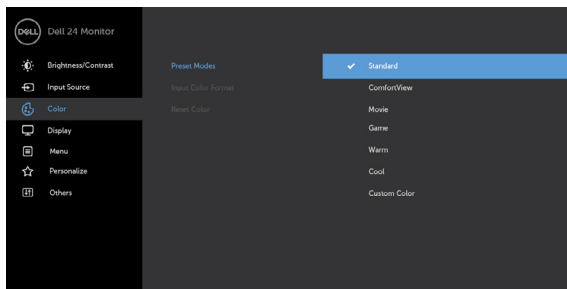 DELL Dell 24 Monitor
Brightness/Contrast Preset Modes Standard
Input Source Input Color Format ComfortView
Color Reset Color Movie
Display Game
Menu Warm
Personalize Cool
Others Custom Color